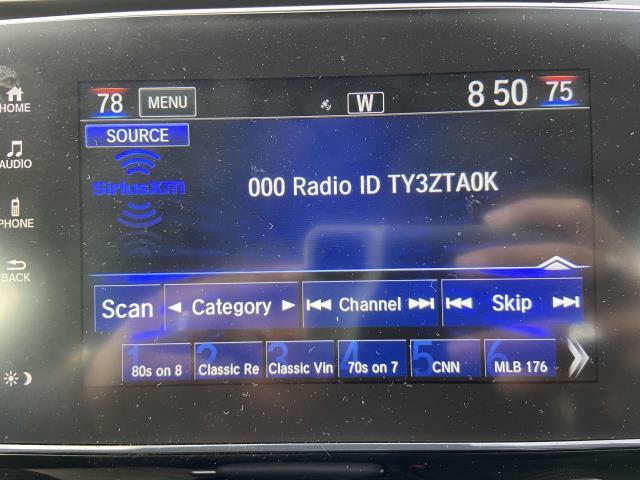 HOME
AUDIO
PHONE
BACK
78 MENU W 8 50 75
SOURCE
SiriusXM
000 Radio ID TY3ZTA0K
Scan Category Channel Skip
1 2 3 4 5 6
80s on 8 Classic Re Classic Vin 70s on 7 CNN MLB 176